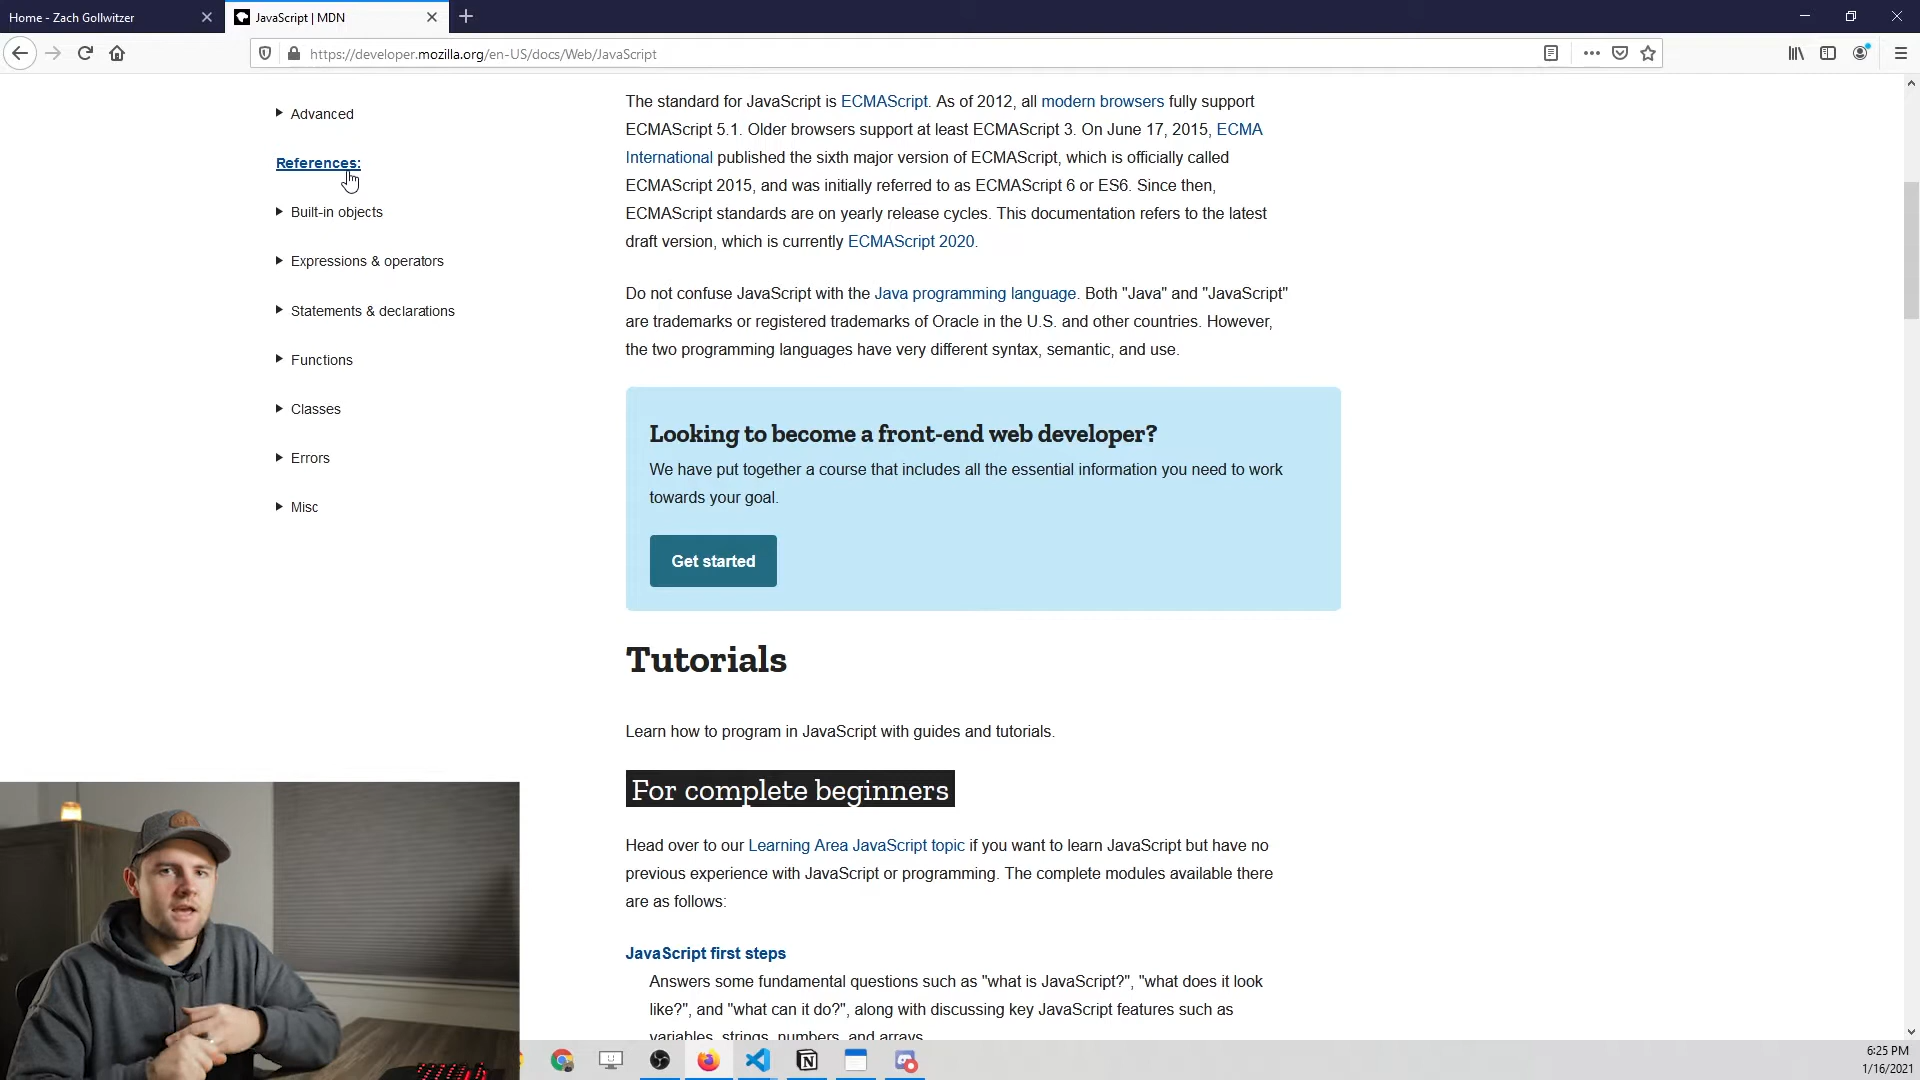 Home - Zach Gollwitzer
JavaScript | MDN
https://developer.mozilla.org/en-US/docs/Web/JavaScript
Advanced
References:
Built-in objects
Expressions & operators
Statements & declarations
Functions
Classes
Errors
Misc
The standard for JavaScript is ECMAScript. As of 2012, all modern browsers fully support
ECMAScript 5.1. Older browsers support at least ECMAScript 3. On June 17, 2015, ECMA
International published the sixth major version of ECMAScript, which is officially called
ECMAScript 2015, and was initially referred to as ECMAScript 6 or ES6. Since then,
ECMAScript standards are on yearly release cycles. This documentation refers to the latest
draft version, which is currently ECMAScript 2020.
Do not confuse JavaScript with the Java programming language. Both "Java" and "JavaScript"
are trademarks or registered trademarks of Oracle in the U.S. and other countries. However,
the two programming languages have very different syntax, semantic, and use.
Looking to become a front-end web developer?
We have put together a course that includes all the essential information you need to work
towards your goal.
Get started
Tutorials
Learn how to program in JavaScript with guides and tutorials.
For complete beginners
Head over to our Learning Area JavaScript topic if you want to learn JavaScript but have no
previous experience with JavaScript or programming. The complete modules available there
are as follows:
JavaScript first steps
Answers some fundamental questions such as "what is JavaScript?", "what does it look
like?", and "what can it do?", along with discussing key JavaScript features such as
variables, strings, numbers, and arrays.
6:25 PM
1/16/2021